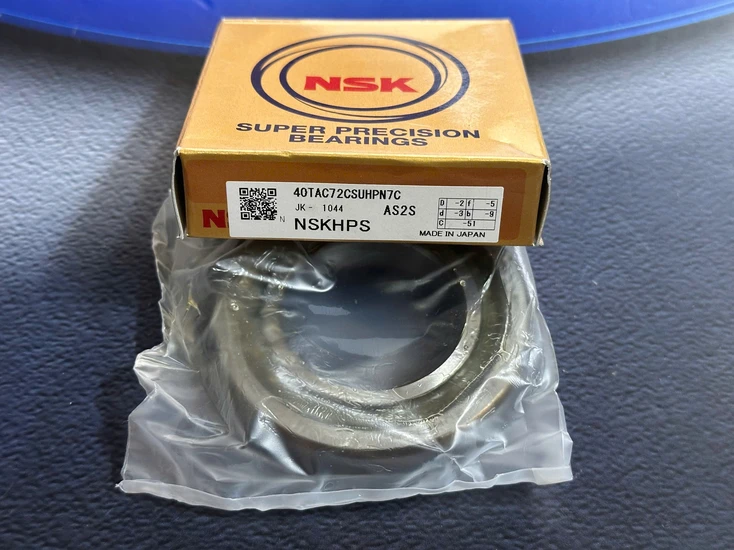 NSK
SUPER PRECISION
BEARINGS
40TAC72CSUHPN7C
JK- 1044 AS2S
N NSKHPS
D -2 f -5
d -3 b -9
C -51
MADE IN JAPAN
N